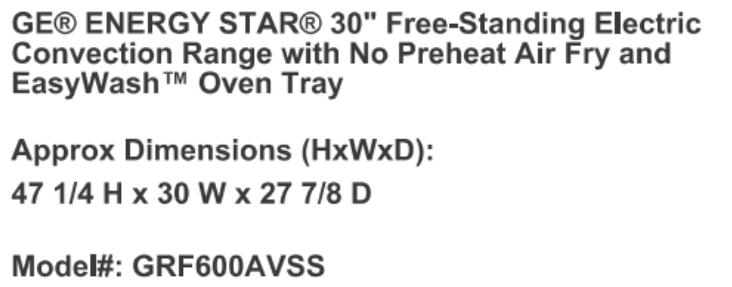 GE® ENERGY STAR® 30" Free-Standing Electric
Convection Range with No Preheat Air Fry and
EasyWash™ Oven Tray
Approx Dimensions (HxWxD):
47 1/4 H x 30 W x 27 7/8 D
Model#: GRF600AVSS